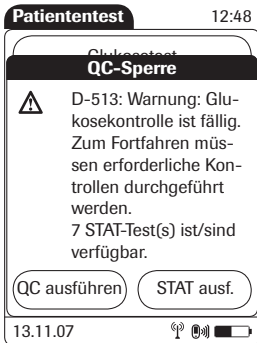 Patiententest 12:48
Glukosetest
QC-Sperre
D-513: Warnung: Glu-
kosekontrolle ist fällig.
Zum Fortfahren müs-
sen erforderliche Kon-
trollen durchgeführt
werden.
7 STAT-Test(s) ist/sind
verfügbar.
QC ausführen STAT ausf.
13.11.07